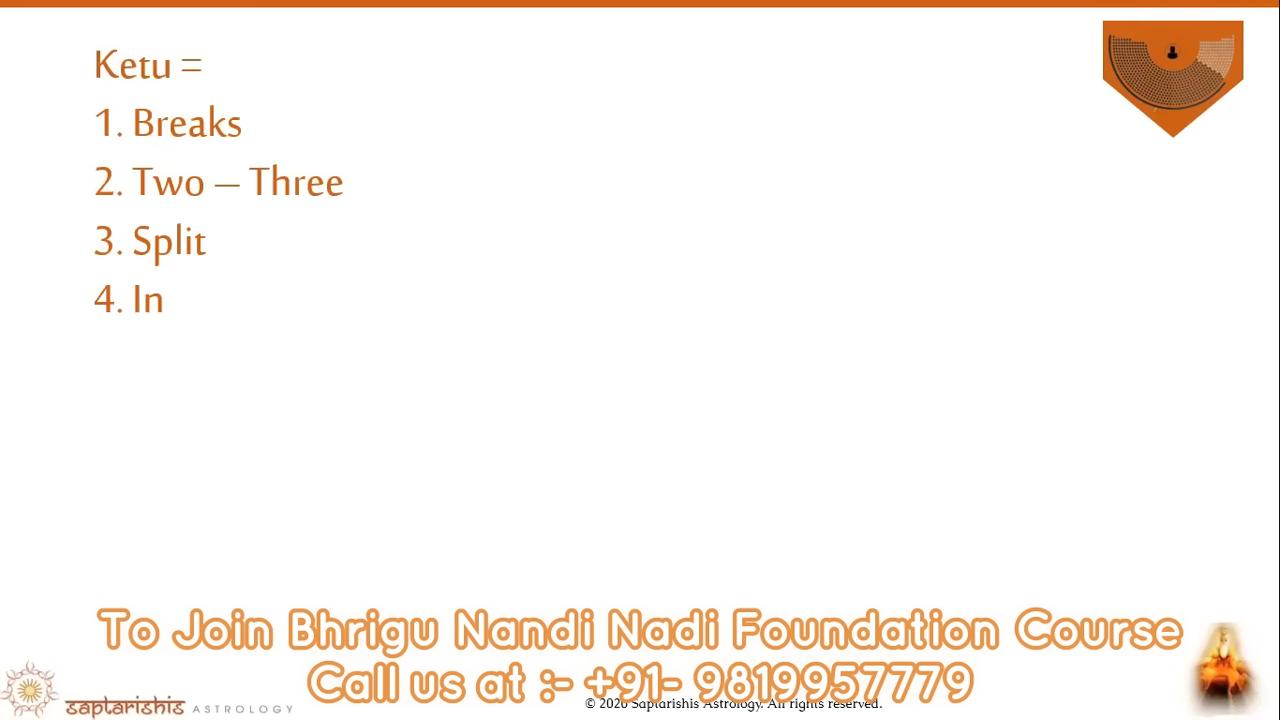 Ketu =
1. Breaks
2. Two – Three
3. Split
4. In
To Join Bhrigu Nandi Nadi Foundation Course
Call us at :- +91- 9819957779
© 2020 Saptarishis Astrology. All rights reserved.
saptarishis ASTROLOGY